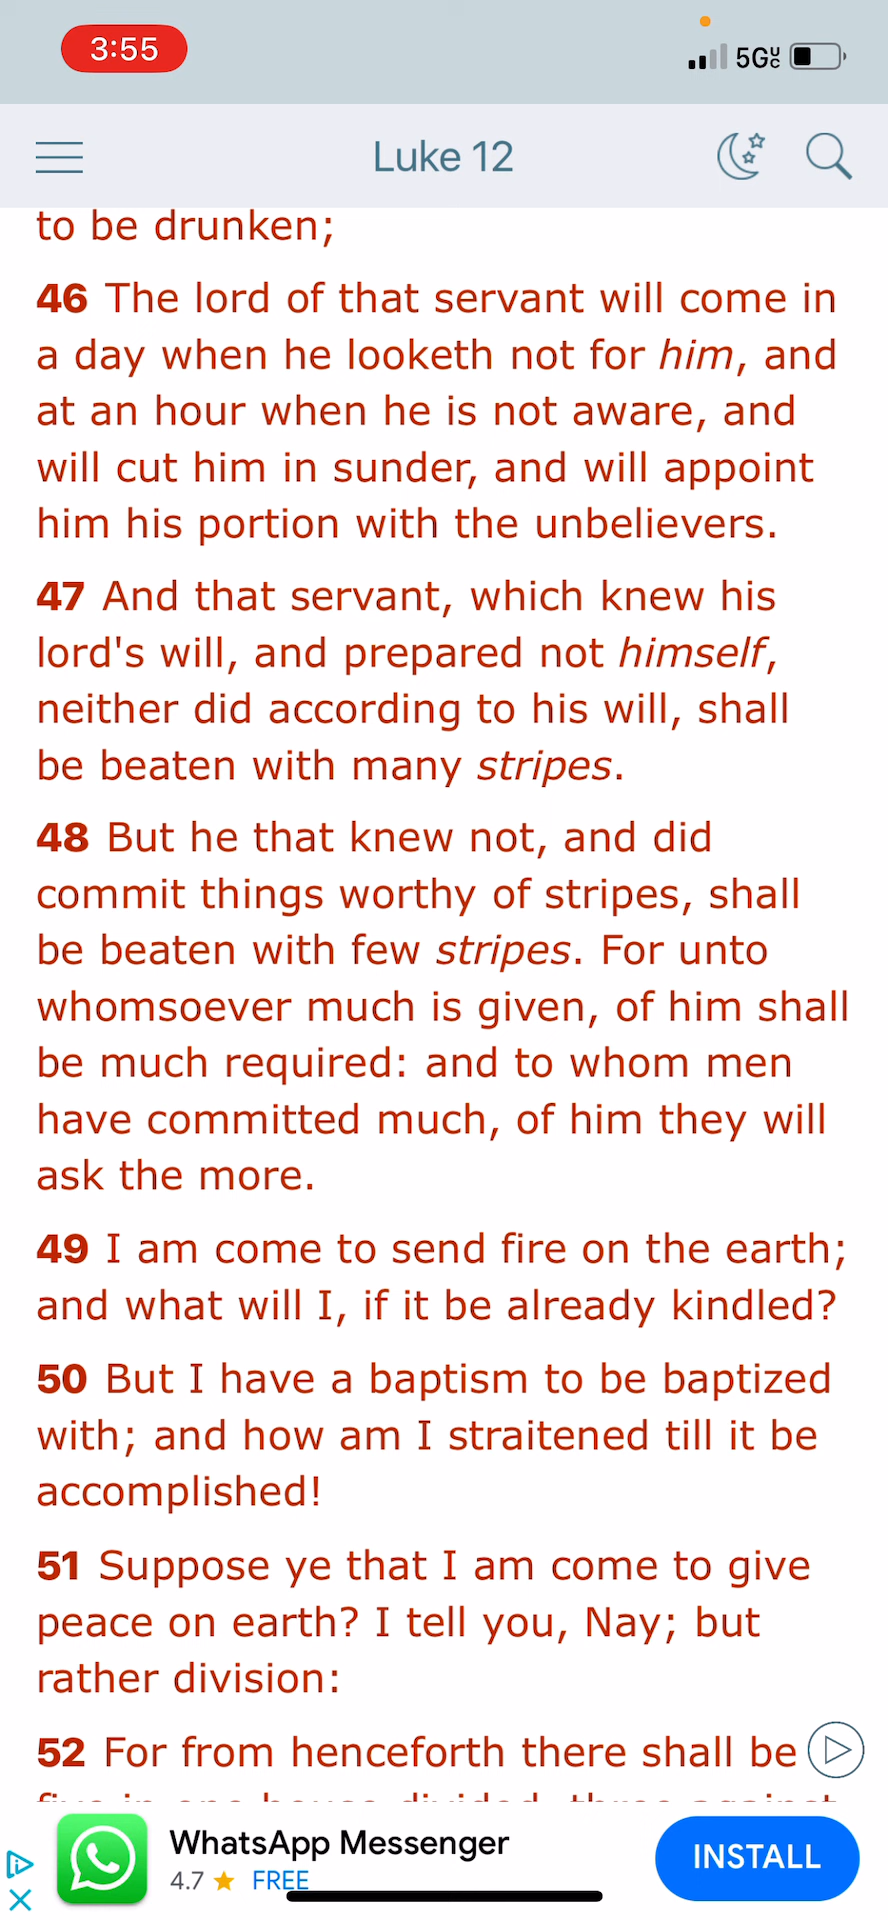 3:55
5GUC
Luke 12
to be drunken;
46 The lord of that servant will come in
a day when he looketh not for him, and
at an hour when he is not aware, and
will cut him in sunder, and will appoint
him his portion with the unbelievers.
47 And that servant, which knew his
lord's will, and prepared not himself,
neither did according to his will, shall
be beaten with many stripes.
48 But he that knew not, and did
commit things worthy of stripes, shall
be beaten with few stripes. For unto
whomsoever much is given, of him shall
be much required: and to whom men
have committed much, of him they will
ask the more.
49 I am come to send fire on the earth;
and what will I, if it be already kindled?
50 But I have a baptism to be baptized
with; and how am I straitened till it be
accomplished!
51 Suppose ye that I am come to give
peace on earth? I tell you, Nay; but
rather division:
52 For from henceforth there shall be
five in one house divided, three against
WhatsApp Messenger
4.7 ★ FREE
INSTALL